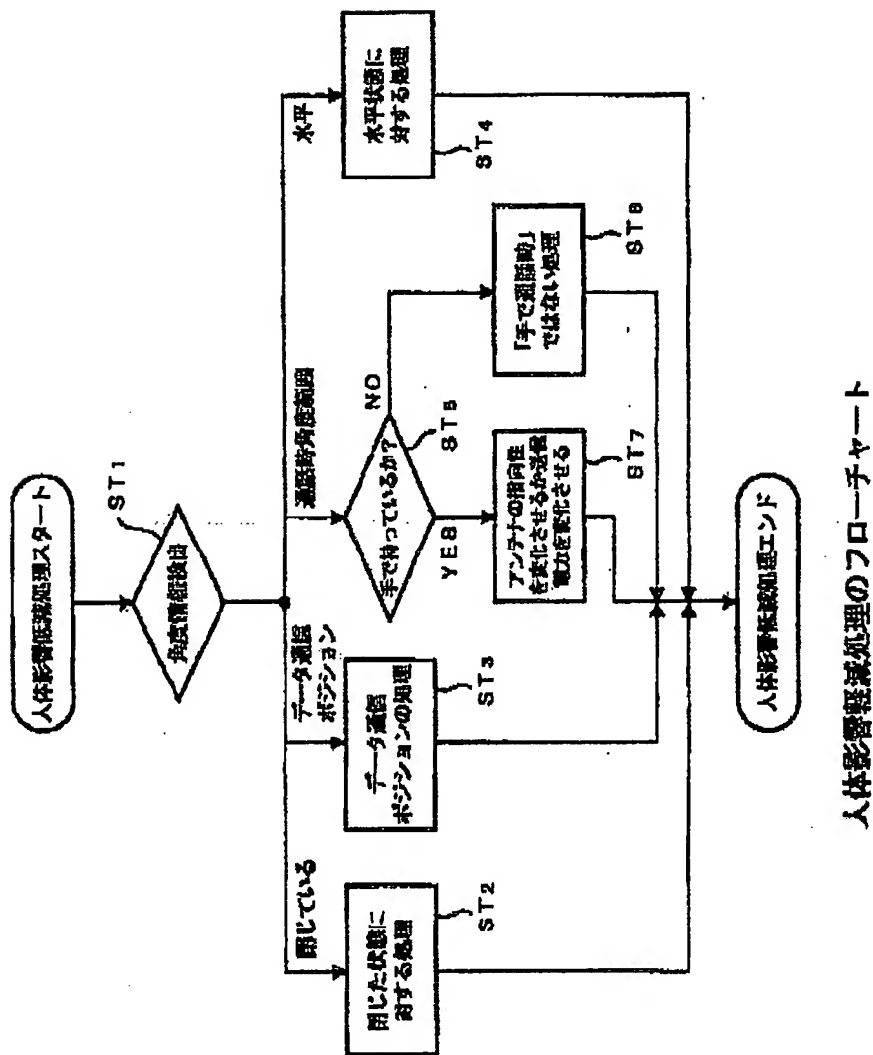 人体影響低減処理スタート
ST1
角度情報検出
閉じている
データ通信
ポジション
通話時角度範囲
水平
閉じた状態に
対する処理
ST2
データ通信
ポジションの処理
ST3
手で持っているか?
ST5
NO
YES
水平状態に
対する処理
ST4
アンテナの指向性
を変化させるか送信
電力を変化させる
ST7
「手で通話時」
ではない処理
人体影響低減処理エンド
人体影響軽減処理のフローチャート